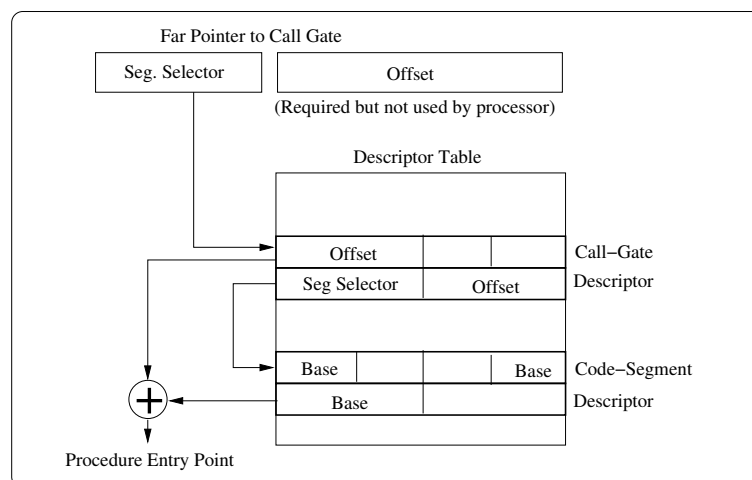 Far Pointer to Call Gate
Seg. Selector
Offset
(Required but not used by processor)
Descriptor Table
Offset
Call–Gate
Seg Selector
Offset
Descriptor
Base
Base
Code–Segment
Base
Descriptor
Procedure Entry Point